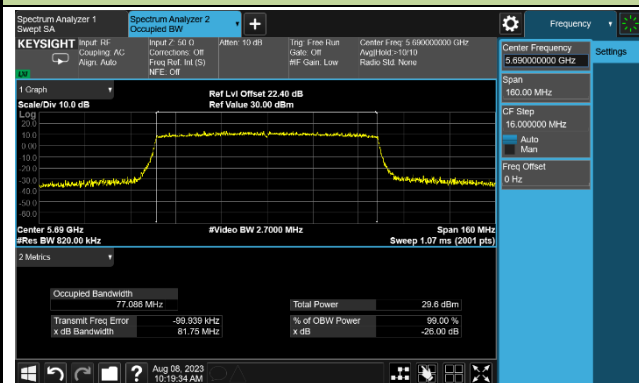 Spectrum Analyzer 1
Swept SA
Spectrum Analyzer 2
Occupied BW
Frequency
KEYSIGHT
Input: RF
Coupling: AC
Align: Auto
Input Z: 50 Ω
Corrections: Off
Freq Ref: Int (S)
NFE: Off
Atten: 10 dB
Trig: Free Run
Gate: Off
#IF Gain: Low
Center Freq: 5.690000000 GHz
Avg|Hold:>10/10
Radio Std: None
Center Frequency
5.690000000 GHz
Settings
Span
160.00 MHz
CF Step
16.000000 MHz
Auto
Man
Freq Offset
0 Hz
1 Graph
Ref Lvl Offset 22.40 dB
Scale/Div 10.0 dB
Ref Value 30.00 dBm
Log
20.0
10.0
0.00
-10.0
-20.0
-30.0
-40.0
-50.0
-60.0
Center 5.69 GHz
#Video BW 2.7000 MHz
Span 160 MHz
#Res BW 820.00 kHz
Sweep 1.07 ms (2001 pts)
2 Metrics
Occupied Bandwidth
77.086 MHz
Total Power
29.6 dBm
Transmit Freq Error
-99.939 kHz
% of OBW Power
99.00 %
x dB Bandwidth
81.75 MHz
x dB
-26.00 dB
?
Aug 08, 2023
10:19:34 AM